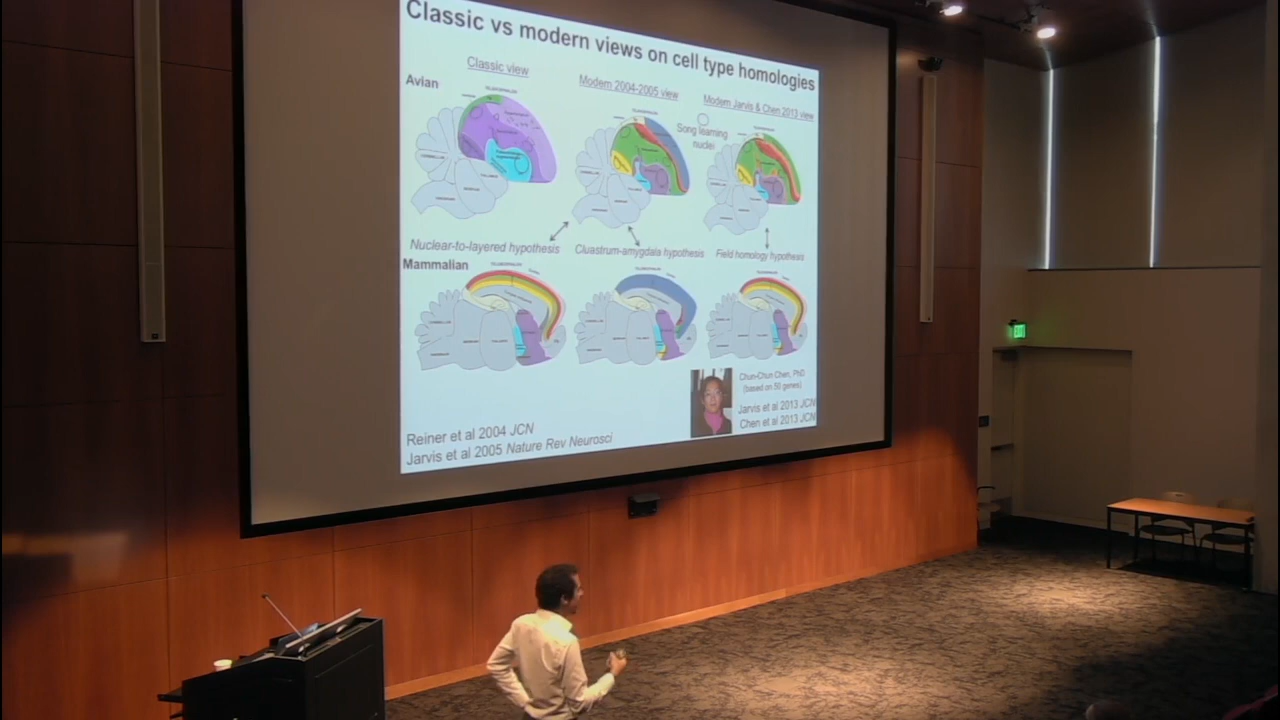 Classic vs modern views on cell type homologies
Classic view
Modern 2004-2005 view
Modern Jarvis & Chen 2013 view
Avian
Song learning
nuclei
Nuclear-to-layered hypothesis
Cluastrum-amygdala hypothesis
Field homology hypothesis
Mammalian
Chun-Chun Chen, PhD
(based on 50 genes)
Jarvis et al 2013 JCN
Chen et al 2013 JCN
Reiner et al 2004 JCN
Jarvis et al 2005 Nature Rev Neurosci